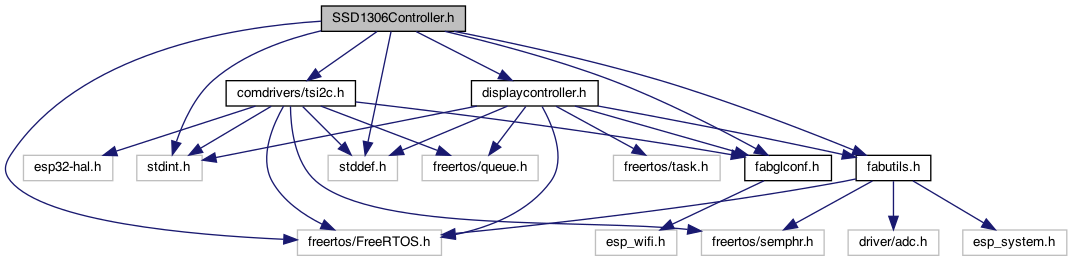 SSD1306Controller.h
comdrivers/tsi2c.h
displaycontroller.h
esp32-hal.h
stdint.h
stddef.h
freertos/queue.h
freertos/task.h
fabglconf.h
fabutils.h
freertos/FreeRTOS.h
esp_wifi.h
freertos/semphr.h
driver/adc.h
esp_system.h